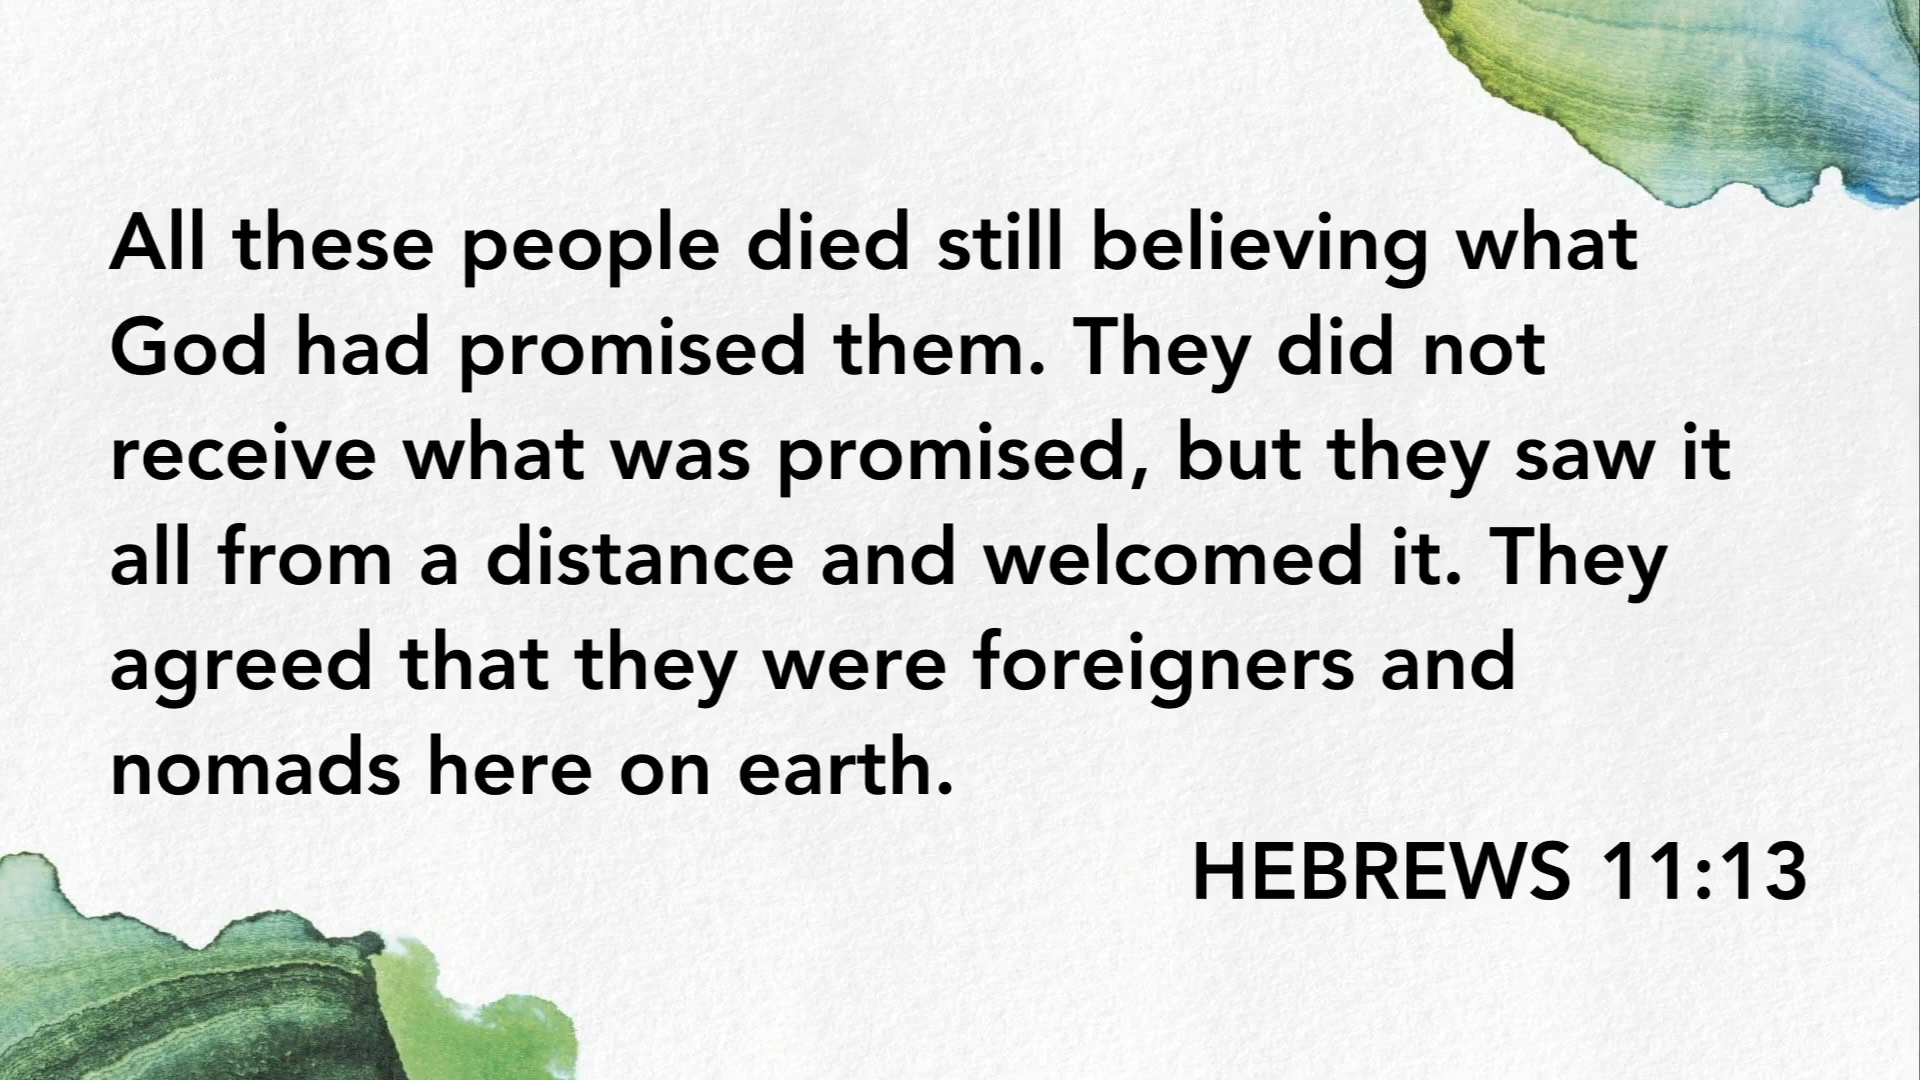 All these people died still believing what
God had promised them. They did not
receive what was promised, but they saw it
all from a distance and welcomed it. They
agreed that they were foreigners and
nomads here on earth.
HEBREWS 11:13